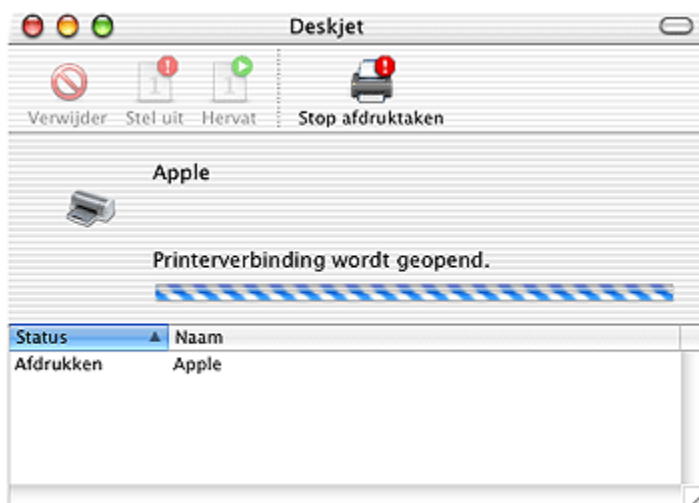 Deskjet
Verwijder Stel uit Hervat Stop afdruktaken
Apple
Printerverbinding wordt geopend.
Status Naam
Afdrukken Apple